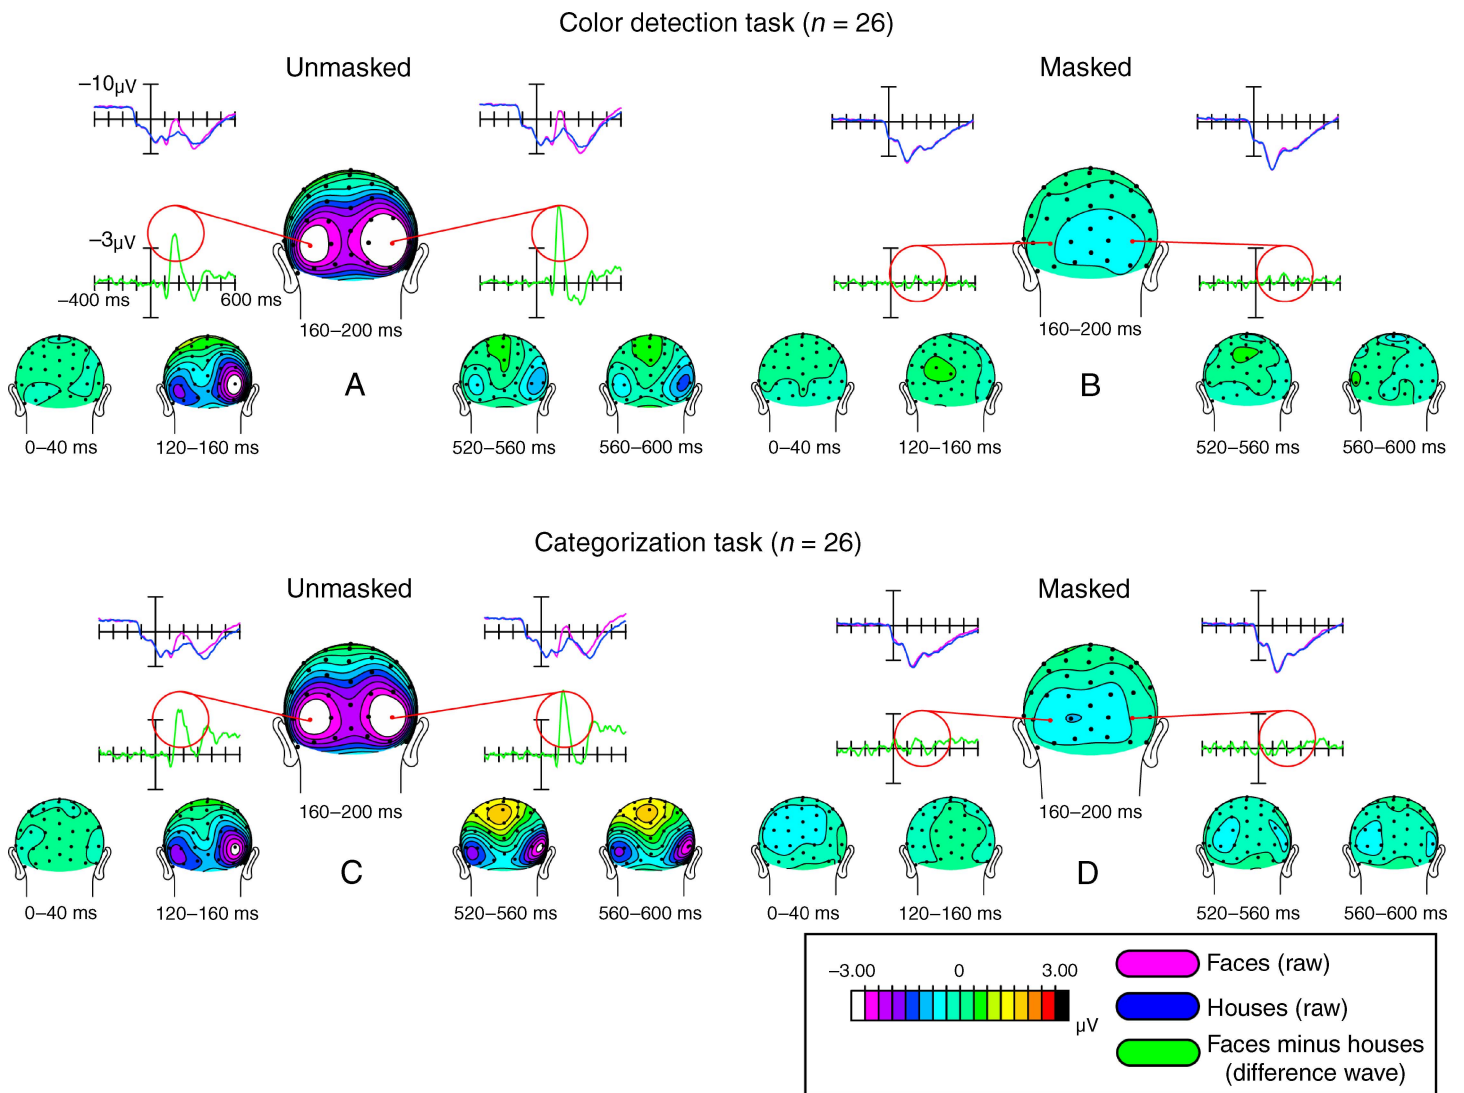 Color detection task (n = 26)
Unmasked
Masked
–10µV
–3µV
–400 ms
600 ms
160–200 ms
160–200 ms
0–40 ms
120–160 ms
A
520–560 ms
560–600 ms
0–40 ms
120–160 ms
B
520–560 ms
560–600 ms
Categorization task (n = 26)
Unmasked
Masked
160–200 ms
160–200 ms
0–40 ms
120–160 ms
C
520–560 ms
560–600 ms
0–40 ms
120–160 ms
D
520–560 ms
560–600 ms
–3.00 0 3.00
µV
Faces (raw)
Houses (raw)
Faces minus houses
(difference wave)